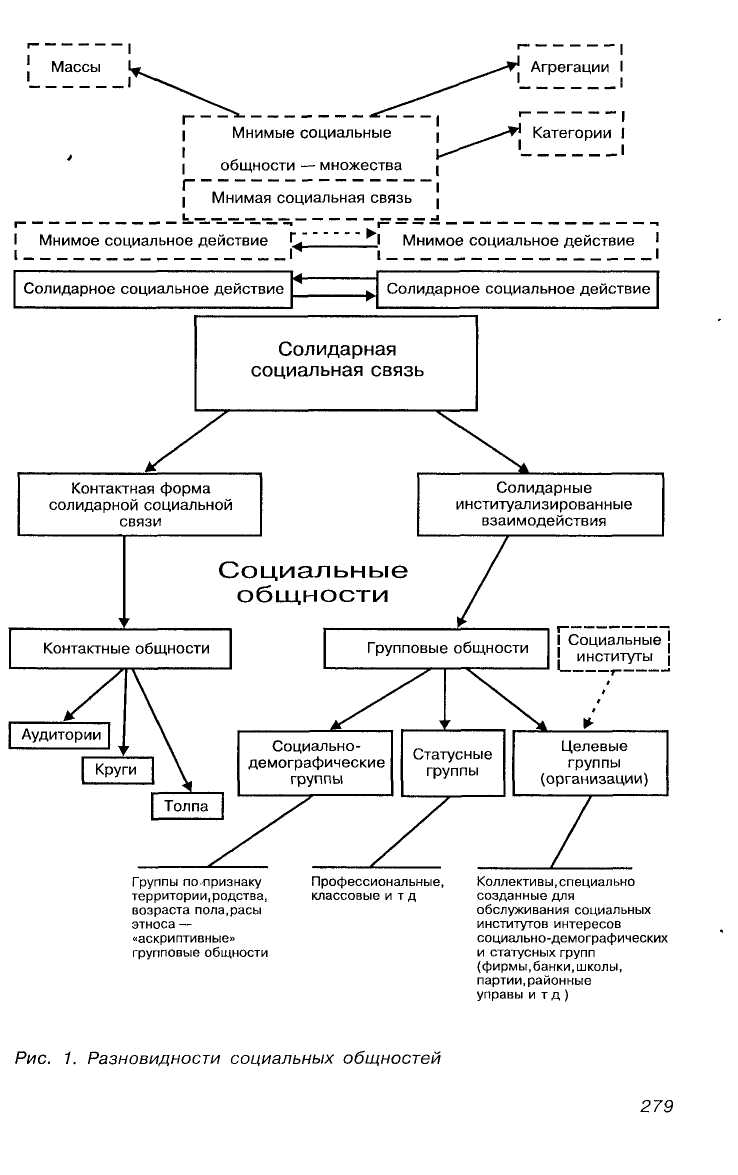 Массы
Агрегации
Мнимые социальные
общности — множества
Категории
Мнимая социальная связь
Мнимое социальное действие
Мнимое социальное действие
Солидарное социальное действие
Солидарное социальное действие
Солидарная
социальная связь
Контактная форма
солидарной социальной
связи
Солидарные
институализированные
взаимодействия
Социальные
общности
Контактные общности
Групповые общности
Социальные
институты
Аудитории
Круги
Толпа
Социально-
демографические
группы
Статусные
группы
Целевые
группы
(организации)
Группы по признаку
территории, родства,
возраста пола, расы
этноса —
«аскриптивные»
групповые общности
Профессиональные,
классовые и т д
Коллективы, специально
созданные для
обслуживания социальных
институтов интересов
социально-демографических
и статусных групп
(фирмы, банки, школы,
партии, районные
управы и т д )
Рис. 1. Разновидности социальных общностей
279